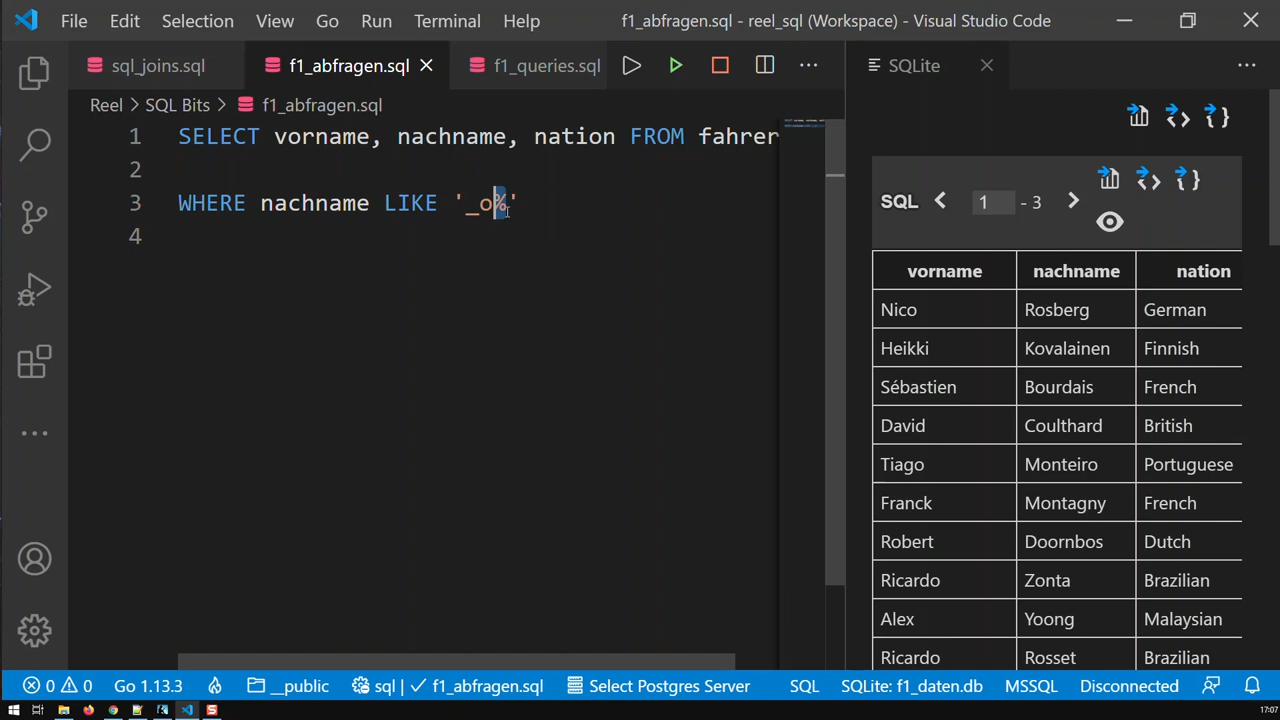 File Edit Selection View Go Run Terminal Help f1_abfragen.sql - reel_sql (Workspace) - Visual Studio Code
sql_joins.sql f1_abfragen.sql f1_queries.sql SQLite
Reel > SQL Bits > f1_abfragen.sql
1 SELECT vorname, nachname, nation FROM fahrer
2
3 WHERE nachname LIKE '_o%'
4
SQL 1 - 3
vorname nachname nation
Nico Rosberg German
Heikki Kovalainen Finnish
Sébastien Bourdais French
David Coulthard British
Tiago Monteiro Portuguese
Franck Montagny French
Robert Doornbos Dutch
Ricardo Zonta Brazilian
Alex Yoong Malaysian
Ricardo Rosset Brazilian
0 0 Go 1.13.3 __public sql | ✓ f1_abfragen.sql Select Postgres Server SQL SQLite: f1_daten.db MSSQL Disconnected
17:07